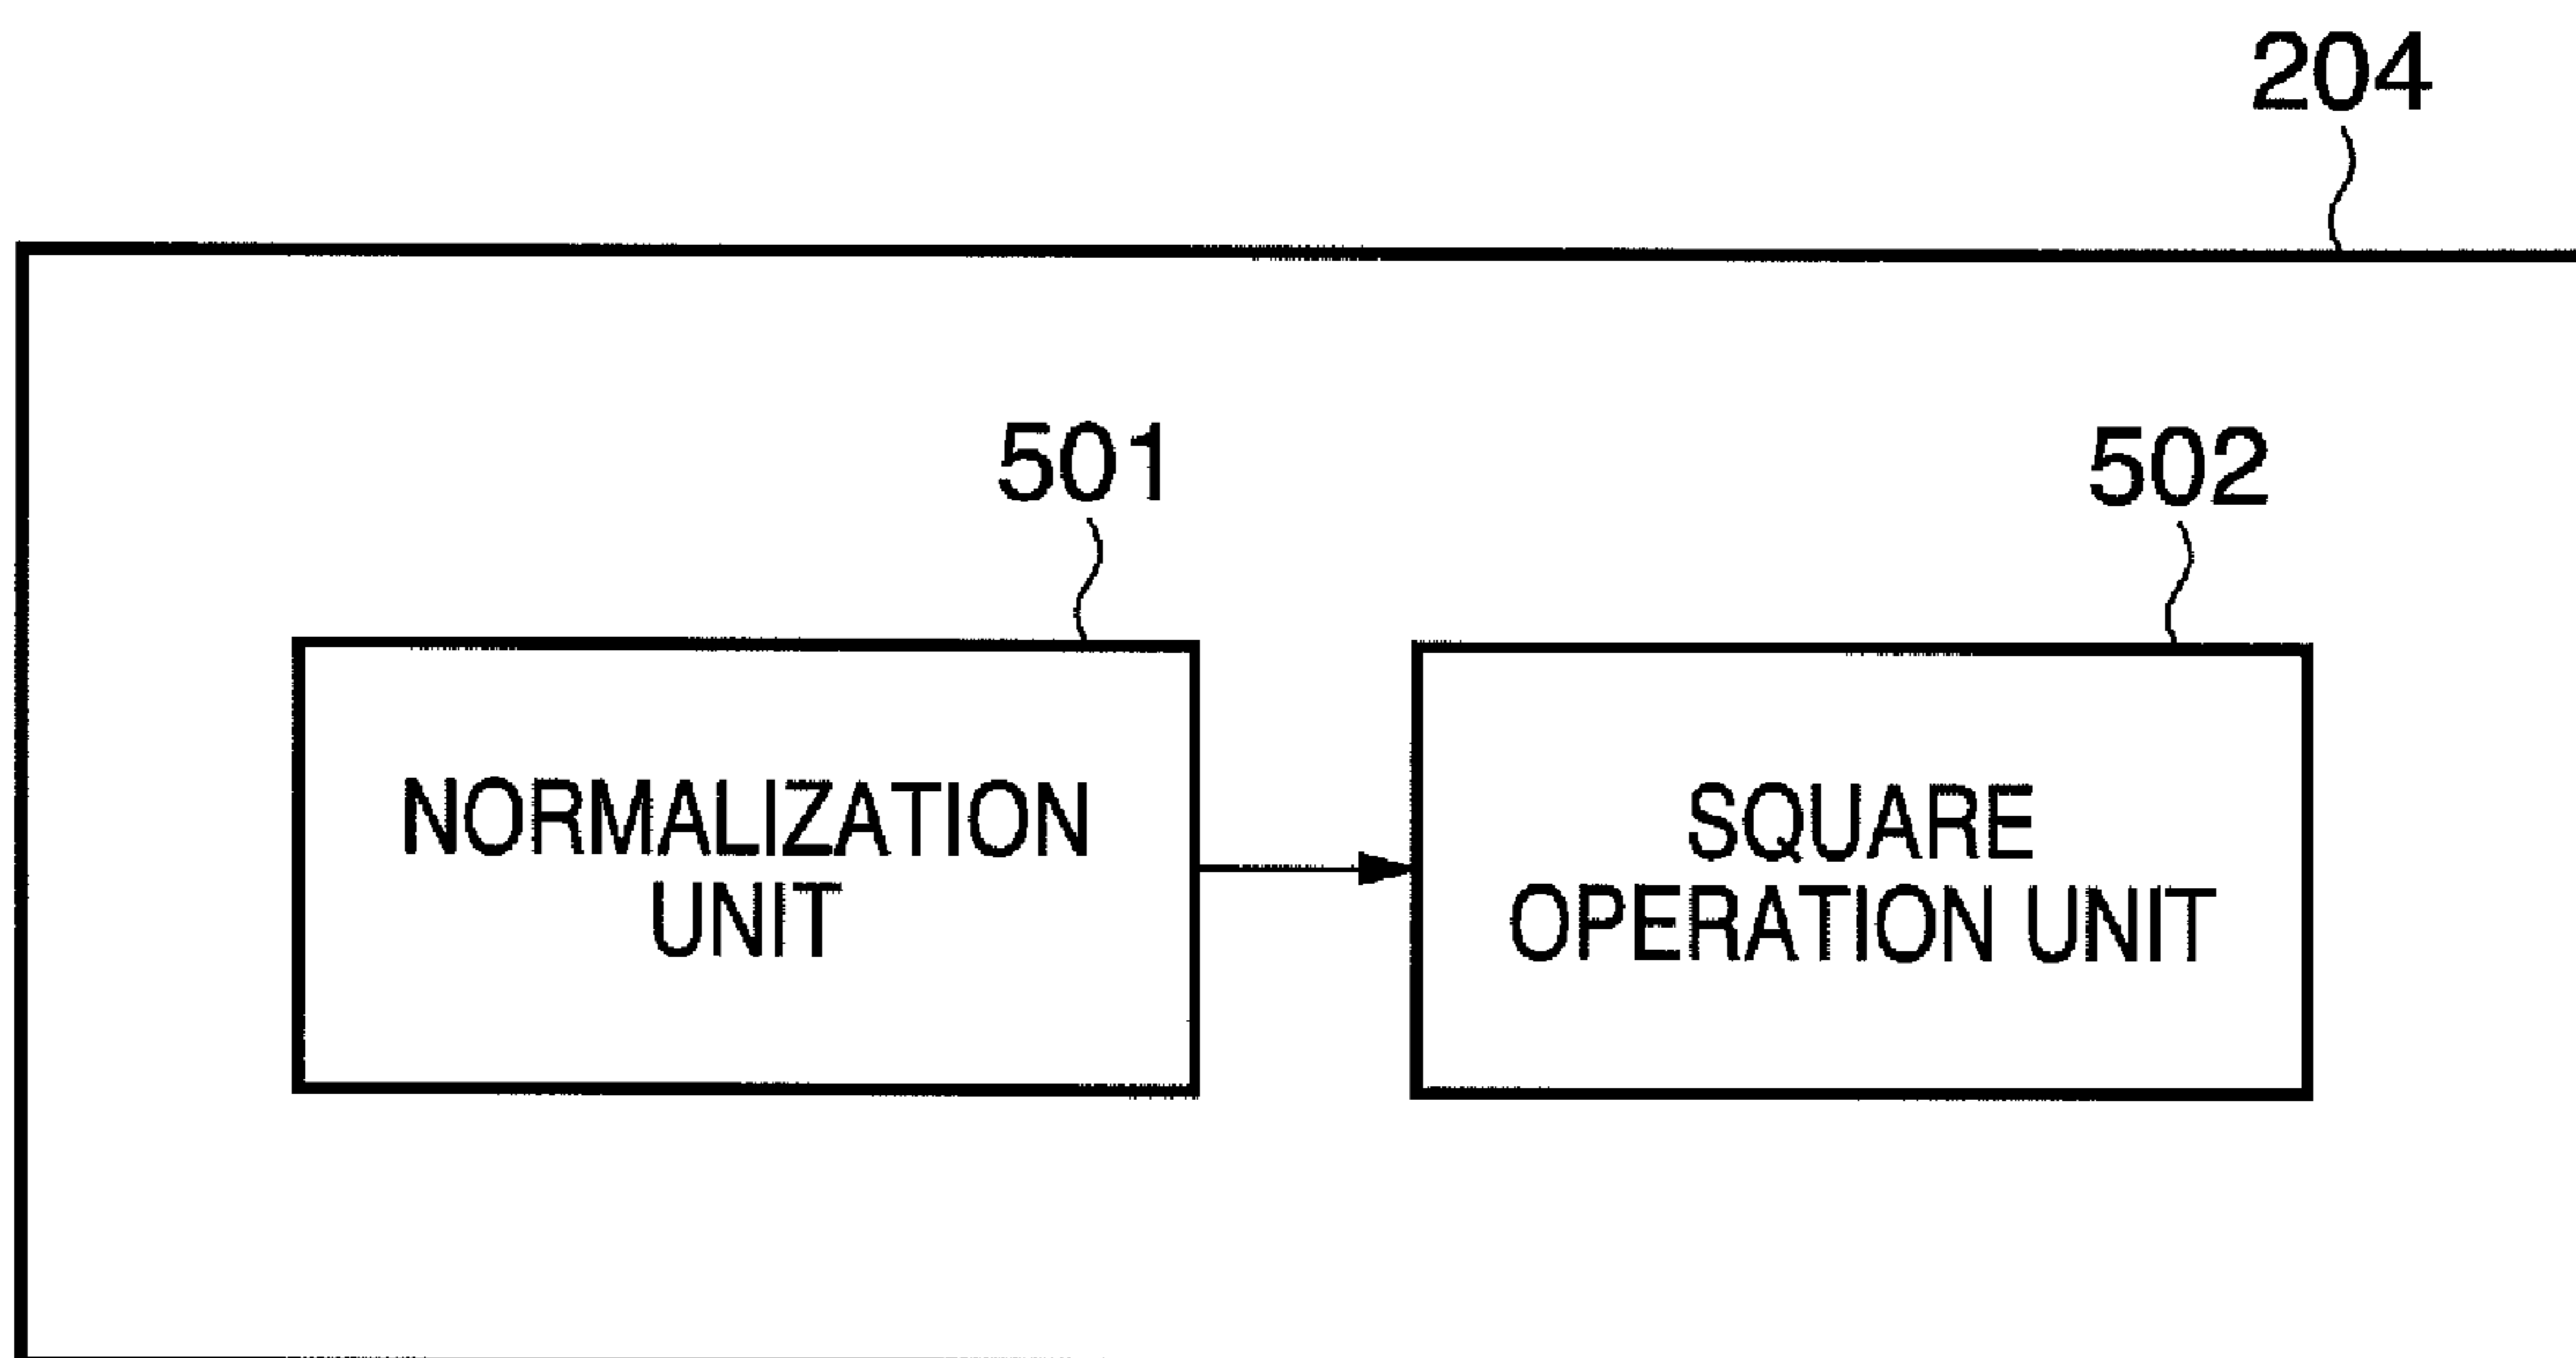 204
501
502
NORMALIZATION
UNIT
SQUARE
OPERATION UNIT